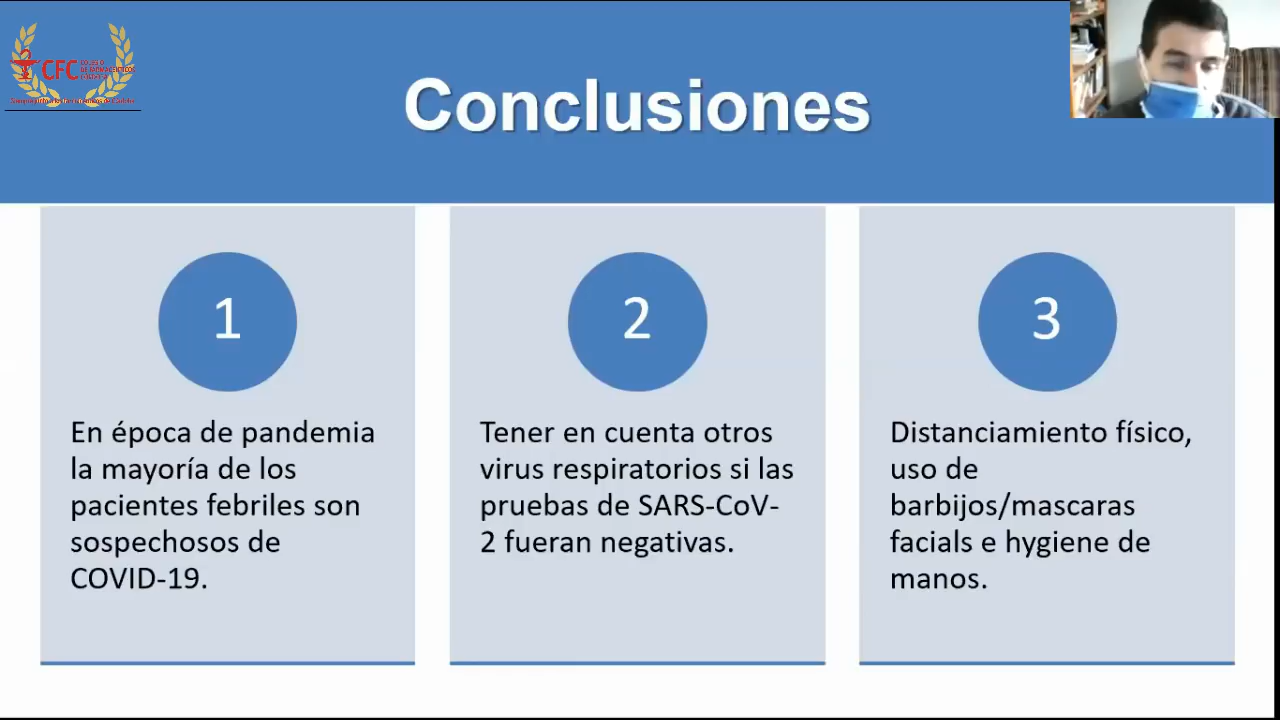 CFC
Conclusiones
1
En época de pandemia
la mayoría de los
pacientes febriles son
sospechosos de
COVID-19.
2
Tener en cuenta otros
virus respiratorios si las
pruebas de SARS-CoV-
2 fueran negativas.
3
Distanciamiento físico,
uso de
barbijos/mascaras
facials e hygiene de
manos.